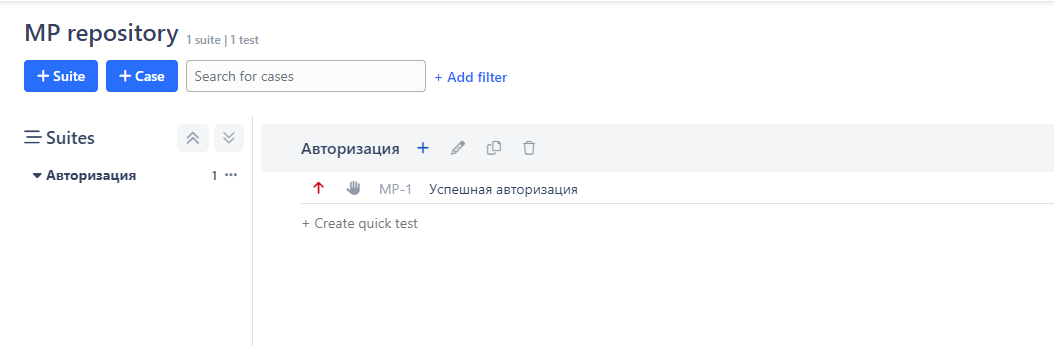 MP repository 1 suite | 1 test
+ Suite + Case Search for cases + Add filter
Suites
Авторизация 1 ···
Авторизация +
MP-1 Успешная авторизация
+ Create quick test